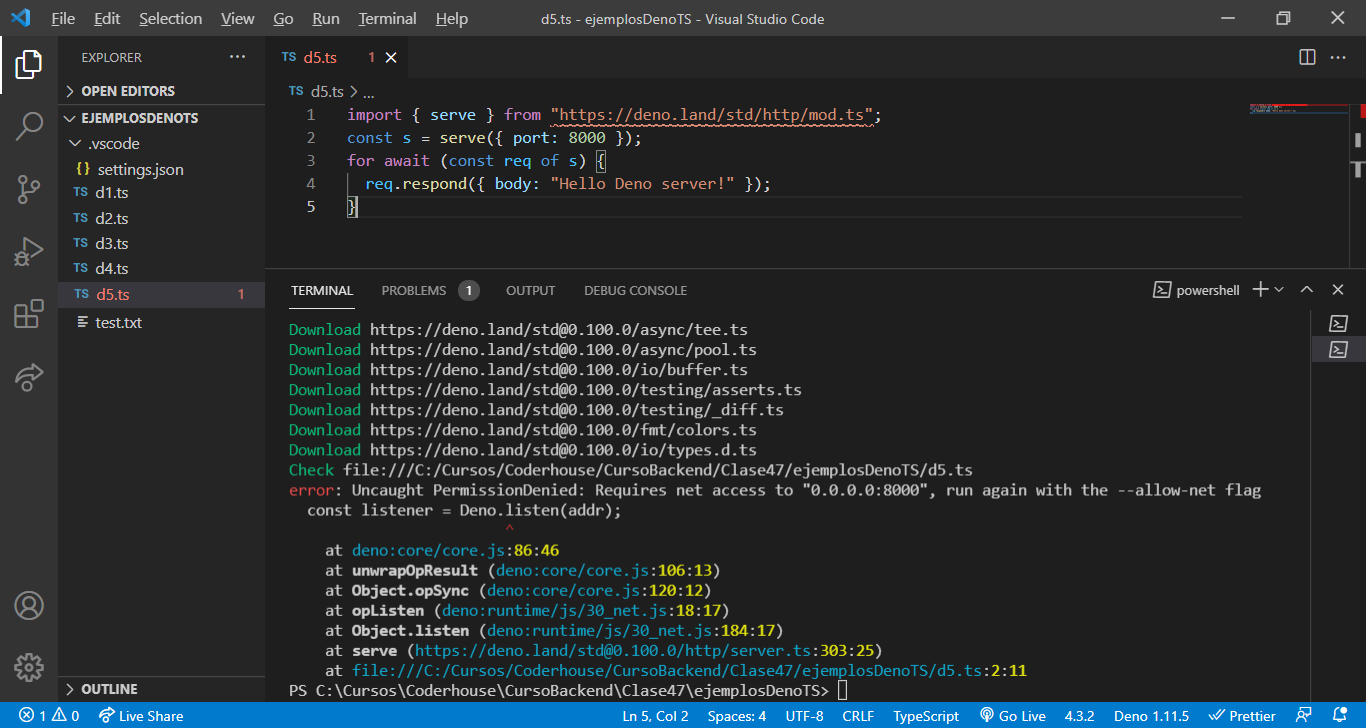 File Edit Selection View Go Run Terminal Help d5.ts - ejemplosDenoTS - Visual Studio Code
EXPLORER
OPEN EDITORS
EJEMPLOSDENOTS
.vscode
{} settings.json
TS d1.ts
TS d2.ts
TS d3.ts
TS d4.ts
TS d5.ts 1
test.txt
OUTLINE
TS d5.ts 1
TS d5.ts > ...
1 import { serve } from "https://deno.land/std/http/mod.ts";
2 const s = serve({ port: 8000 });
3 for await (const req of s) {
4 req.respond({ body: "Hello Deno server!" });
5 }
TERMINAL PROBLEMS 1 OUTPUT DEBUG CONSOLE powershell
Download https://deno.land/std@0.100.0/async/tee.ts
Download https://deno.land/std@0.100.0/async/pool.ts
Download https://deno.land/std@0.100.0/io/buffer.ts
Download https://deno.land/std@0.100.0/testing/asserts.ts
Download https://deno.land/std@0.100.0/testing/_diff.ts
Download https://deno.land/std@0.100.0/fmt/colors.ts
Download https://deno.land/std@0.100.0/io/types.d.ts
Check file:///C:/Cursos/Coderhouse/CursoBackend/Clase47/ejemplosDenoTS/d5.ts
error: Uncaught PermissionDenied: Requires net access to "0.0.0.0:8000", run again with the --allow-net flag
const listener = Deno.listen(addr);
^
at deno:core/core.js:86:46
at unwrapOpResult (deno:core/core.js:106:13)
at Object.opSync (deno:core/core.js:120:12)
at opListen (deno:runtime/js/30_net.js:18:17)
at Object.listen (deno:runtime/js/30_net.js:184:17)
at serve (https://deno.land/std@0.100.0/http/server.ts:303:25)
at file:///C:/Cursos/Coderhouse/CursoBackend/Clase47/ejemplosDenoTS/d5.ts:2:11
PS C:\Cursos\Coderhouse\CursoBackend\Clase47\ejemplosDenoTS>
1 0 Live Share Ln 5, Col 2 Spaces: 4 UTF-8 CRLF TypeScript Go Live 4.3.2 Deno 1.11.5 Prettier